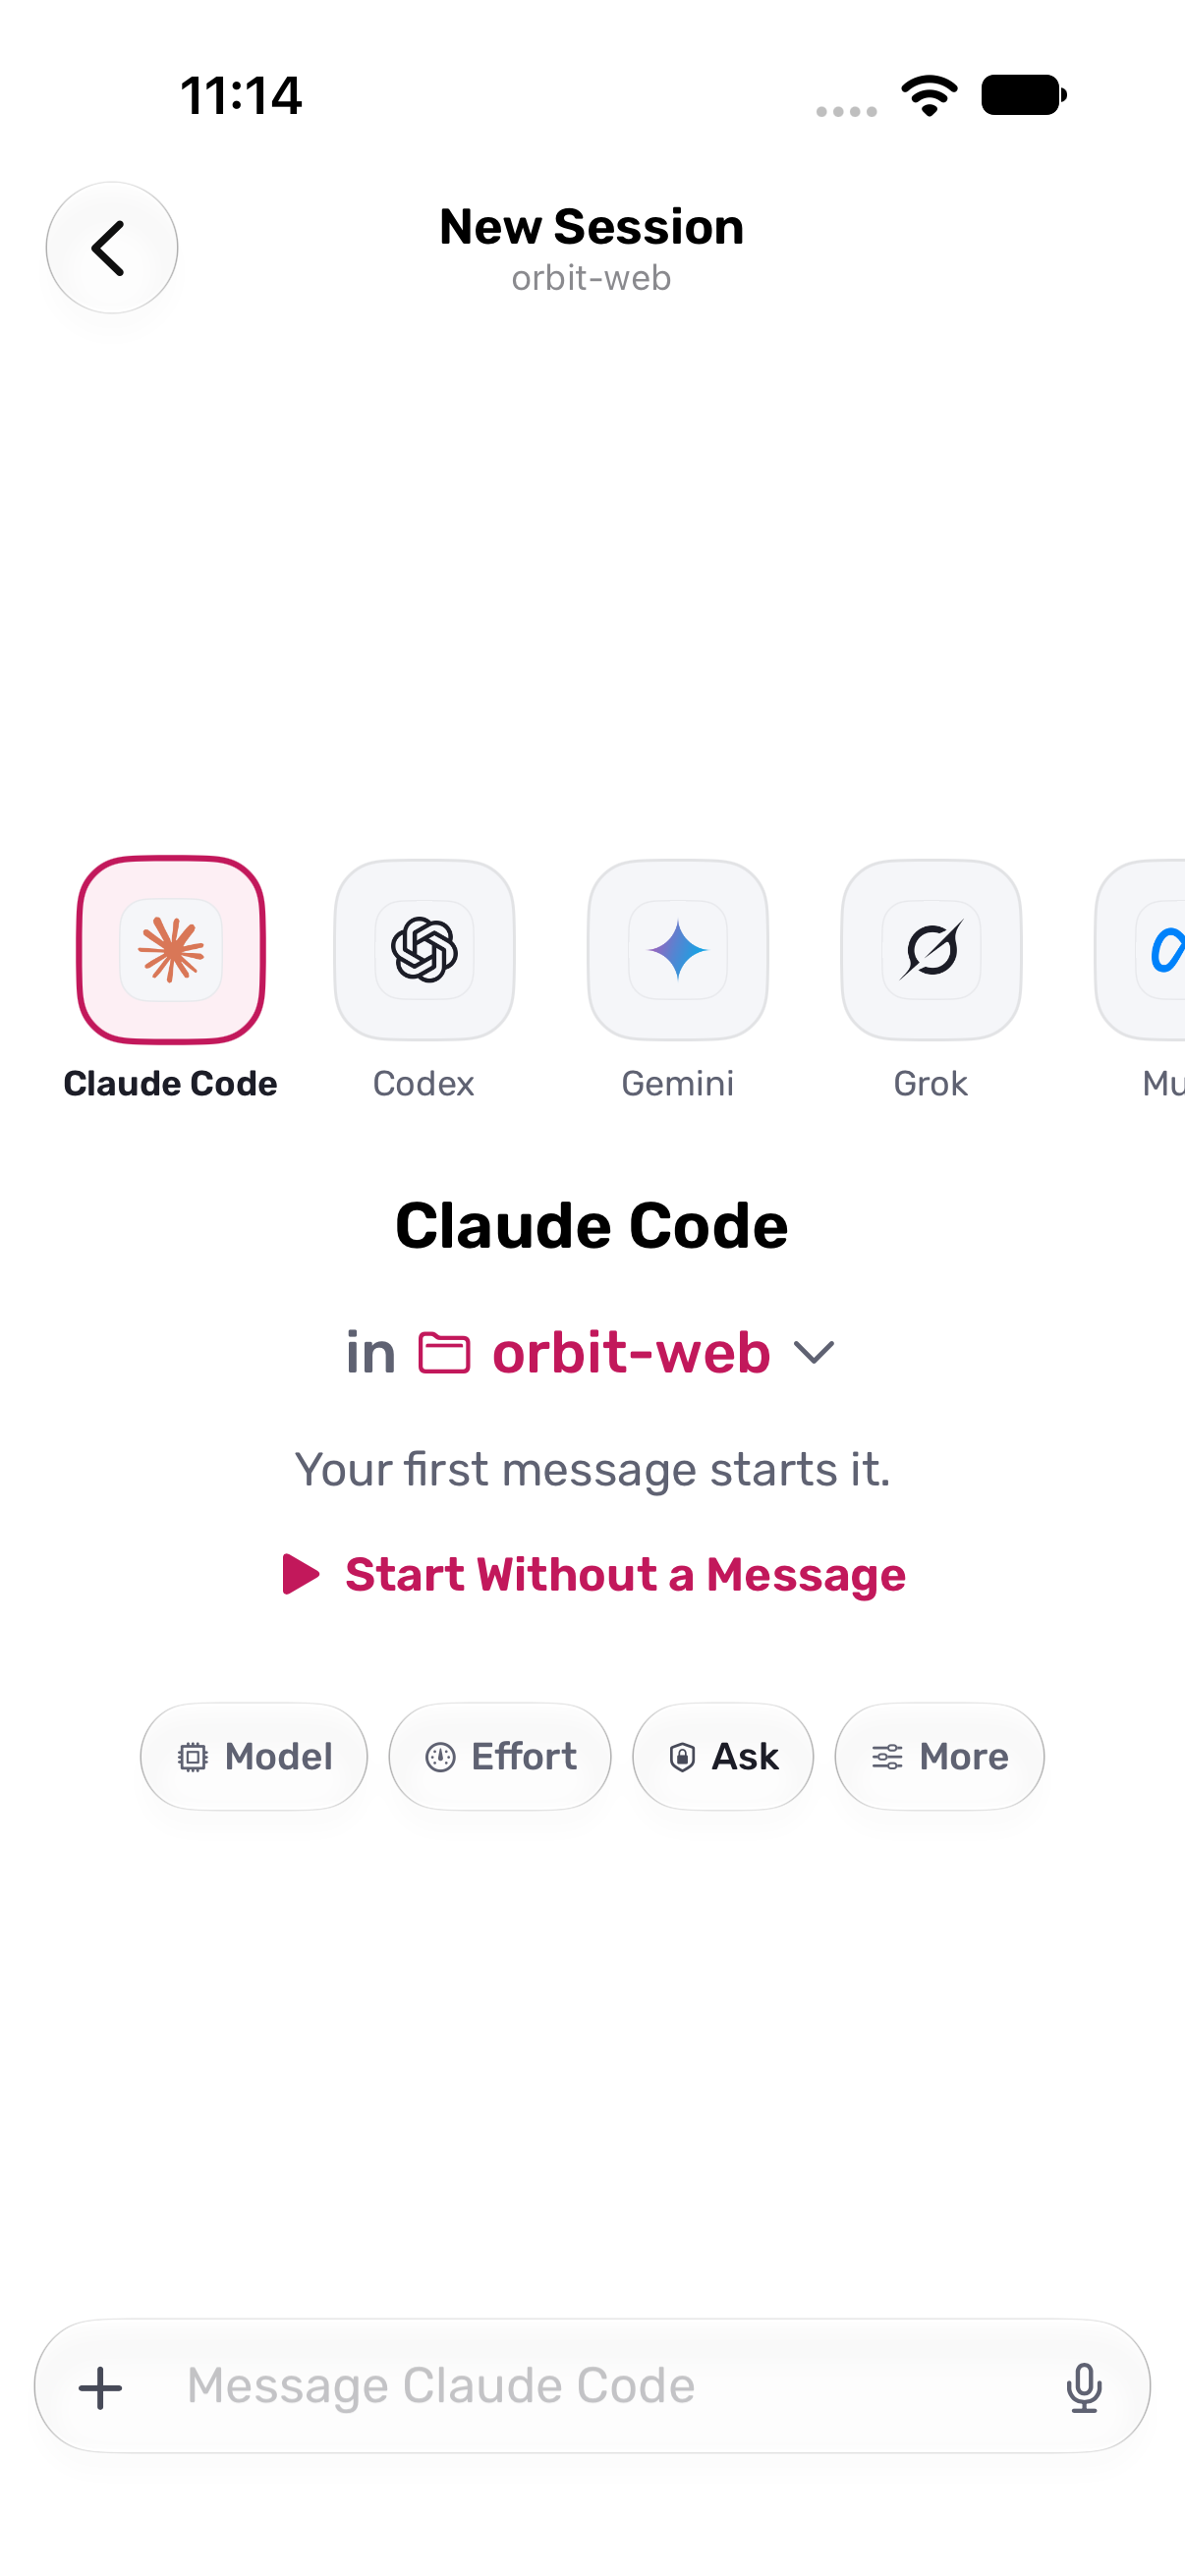 11:14
New Session
orbit-web
Claude Code
Codex
Gemini
Grok
Mu
Claude Code
in orbit-web
Your first message starts it.
Start Without a Message
Model
Effort
Ask
More
Message Claude Code